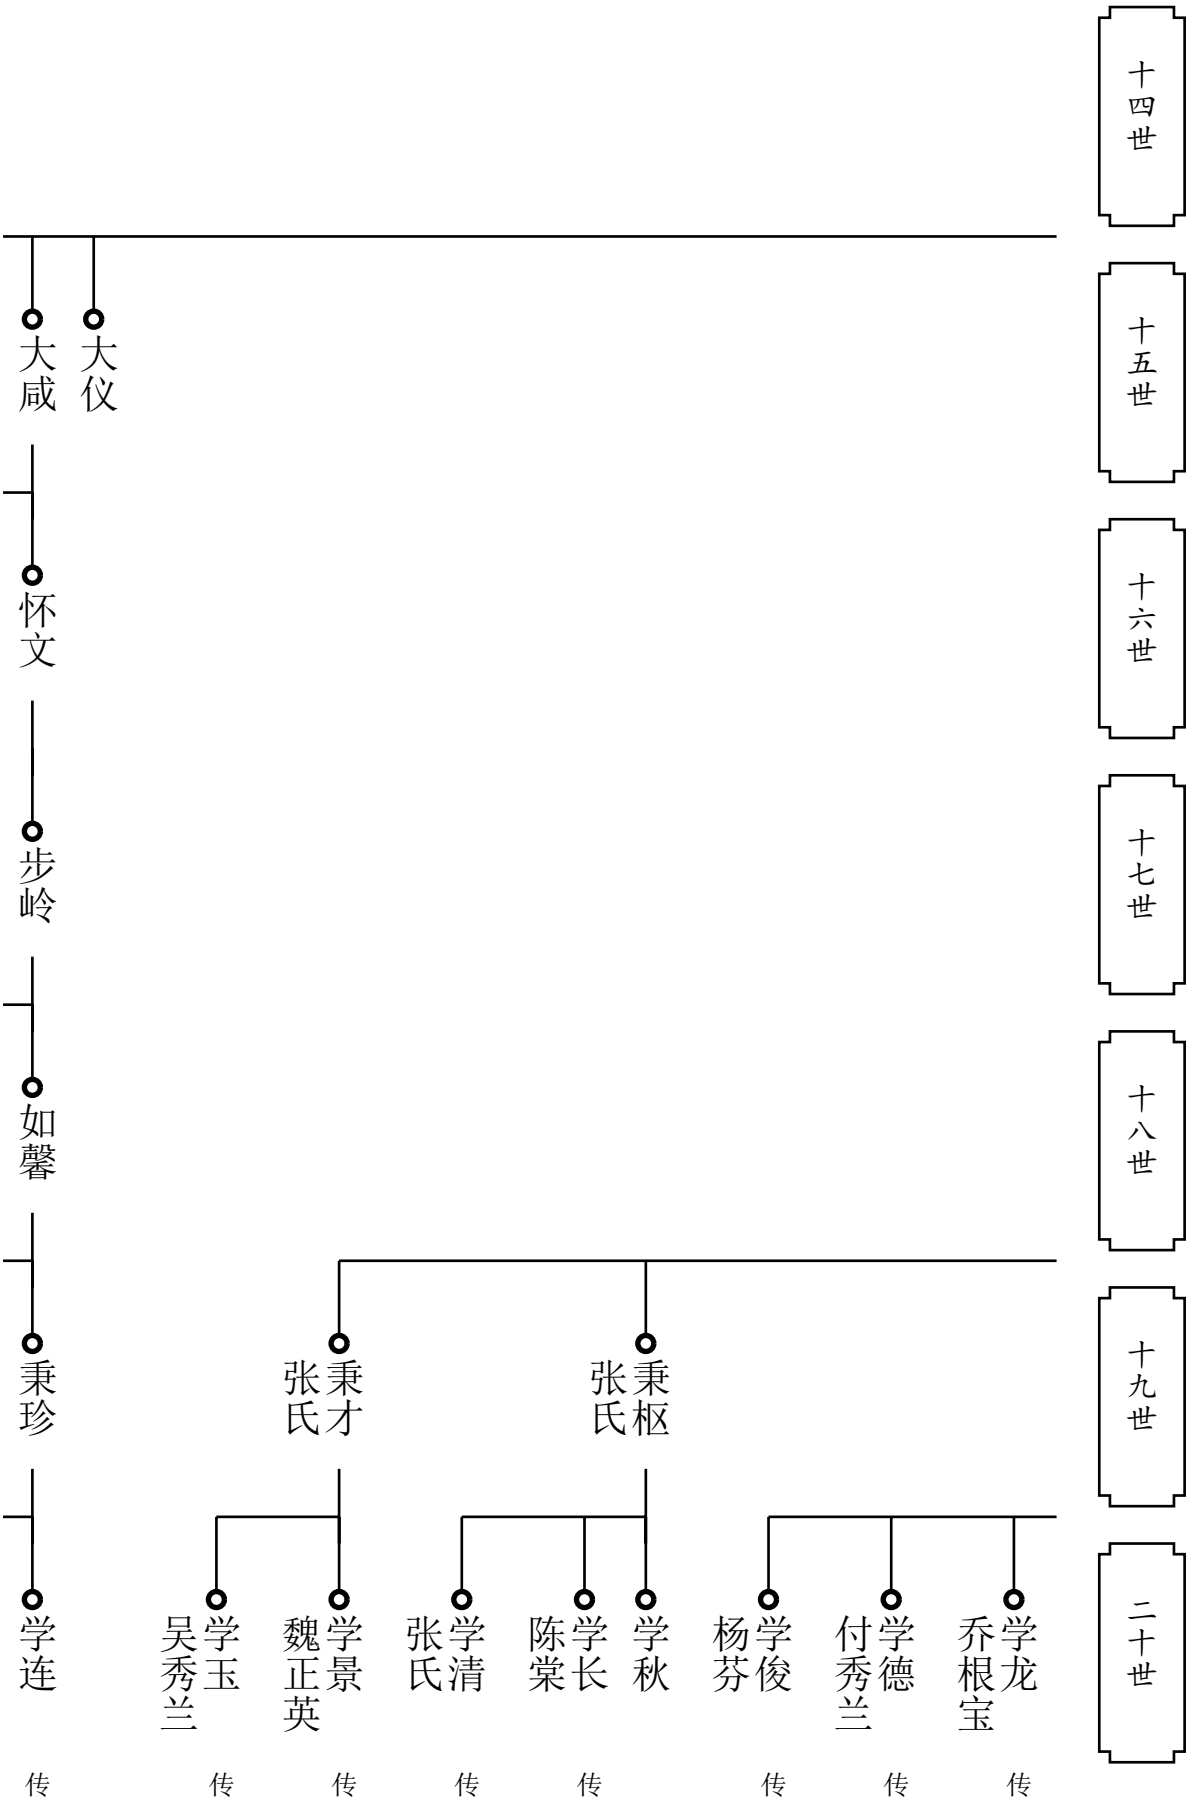 十四世
十五世
十六世
十七世
十八世
十九世
二十世
大仪
大咸
怀文
步岭
如馨
秉枢
张氏
秉才
张氏
秉珍
学龙
乔根宝
学德
付秀兰
学俊
杨芬
学秋
学长
陈棠
学清
张氏
学景
魏正英
学玉
吴秀兰
学连
传
传
传
传
传
传
传
传